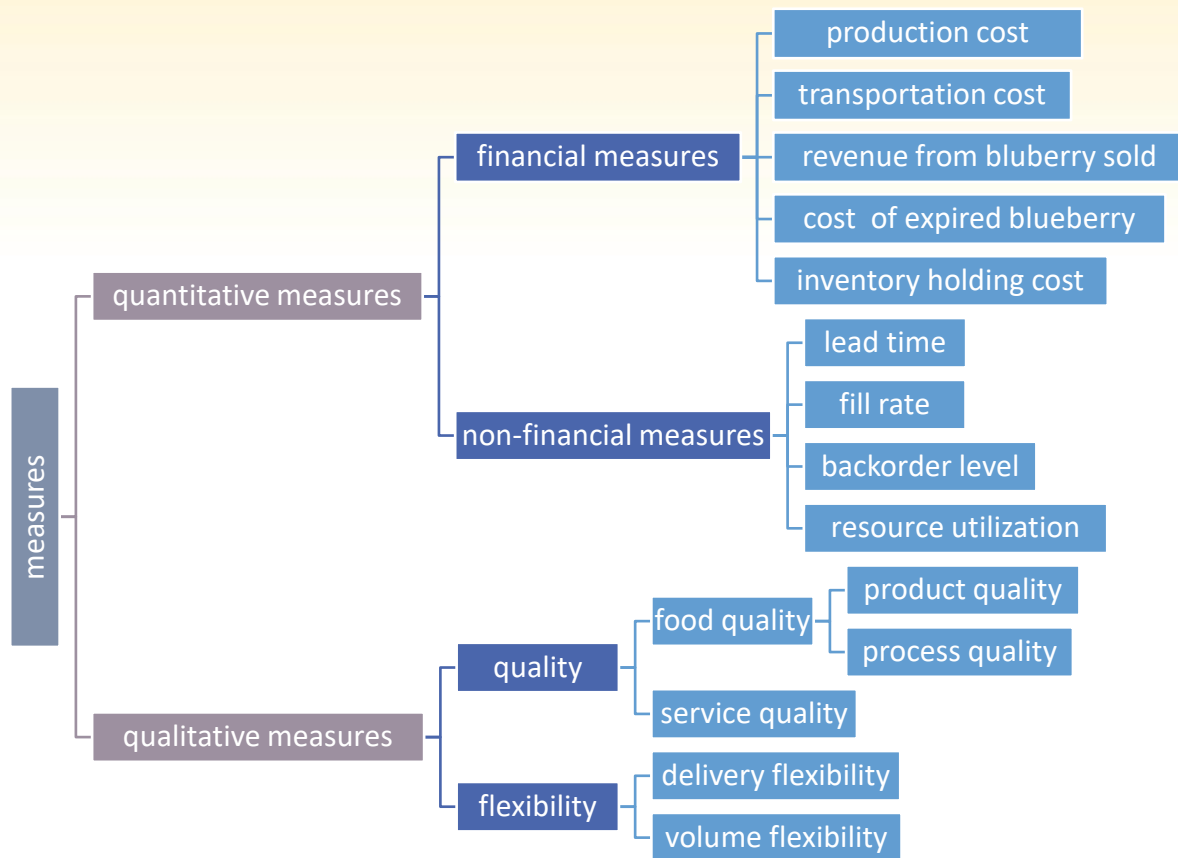 measures
quantitative measures
financial measures
production cost
transportation cost
revenue from bluberry sold
cost of expired blueberry
inventory holding cost
non-financial measures
lead time
fill rate
backorder level
resource utilization
qualitative measures
quality
food quality
product quality
process quality
service quality
flexibility
delivery flexibility
volume flexibility